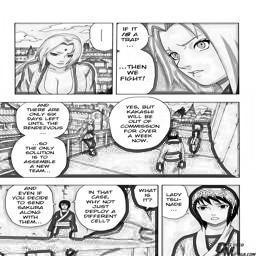 IF IT
IS A
TRAP
...
...THEN
WE
FIGHT!
...
YES, BUT
KAKASHI
WILL BE
OUT OF
COMMISSION
FOR OVER
A WEEK
NOW.
AND
THERE ARE
ONLY SIX
DAYS LEFT
UNTIL THE
RENDEZVOUS
...SO
THE ONLY
SOLUTION
IS TO
ASSEMBLE
A NEW
TEAM...
LADY
TSU-
NADE...
WHAT
IS
IT?
IN THAT
CASE,
WHY NOT
JUST
DEPLOY A
DIFFERENT
CELL?
AND
EVEN IF
YOU DECIDE
TO SEND
SAKURA
ALONG
WITH
THEM...